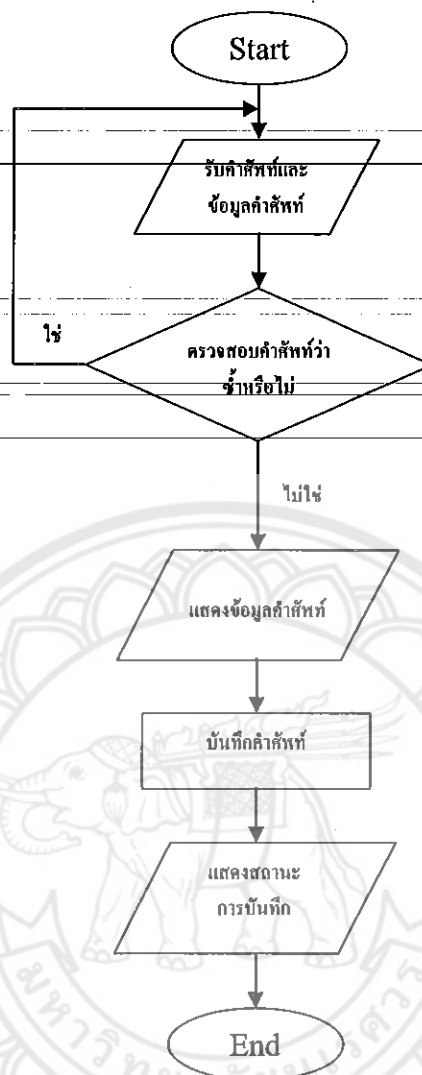 Start
รับคำศัพท์และ
ข้อมูลคำศัพท์
ใช่
ตรวจสอบคำศัพท์ว่า
ซ้ำหรือไม่
ไม่ใช่
แสดงข้อมูลคำศัพท์
บันทึกคำศัพท์
แสดงสถานะ
การบันทึก
End